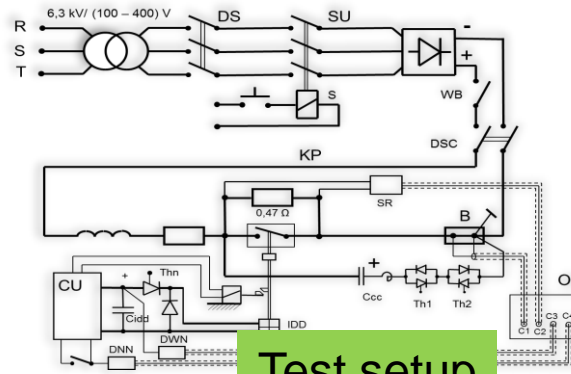 6,3 kV/ (100 – 400) V
DS
SU
R
S
T
-
+
WB
S
DSC
KP
SR
0,47 Ω
B
O
+
Ccc
Th1
Th2
C1
C2
C3
C4
CU
+
Thn
Cidd
IDD
DWN
DNN
Test setup